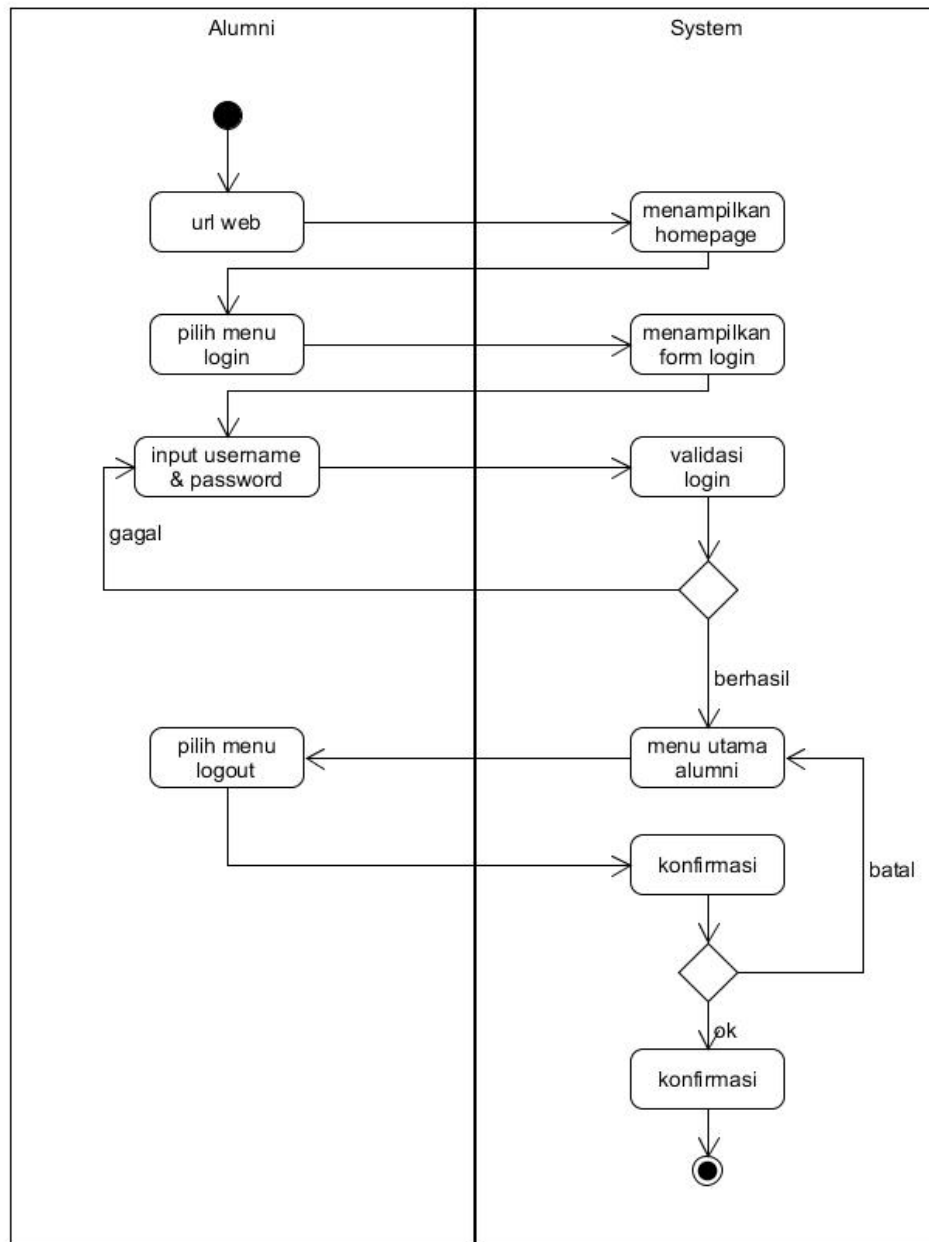 Alumni
System
url web
menampilkan
homepage
pilih menu
login
menampilkan
form login
input username
& password
validasi
login
gagal
berhasil
pilih menu
logout
menu utama
alumni
konfirmasi
batal
ok
konfirmasi